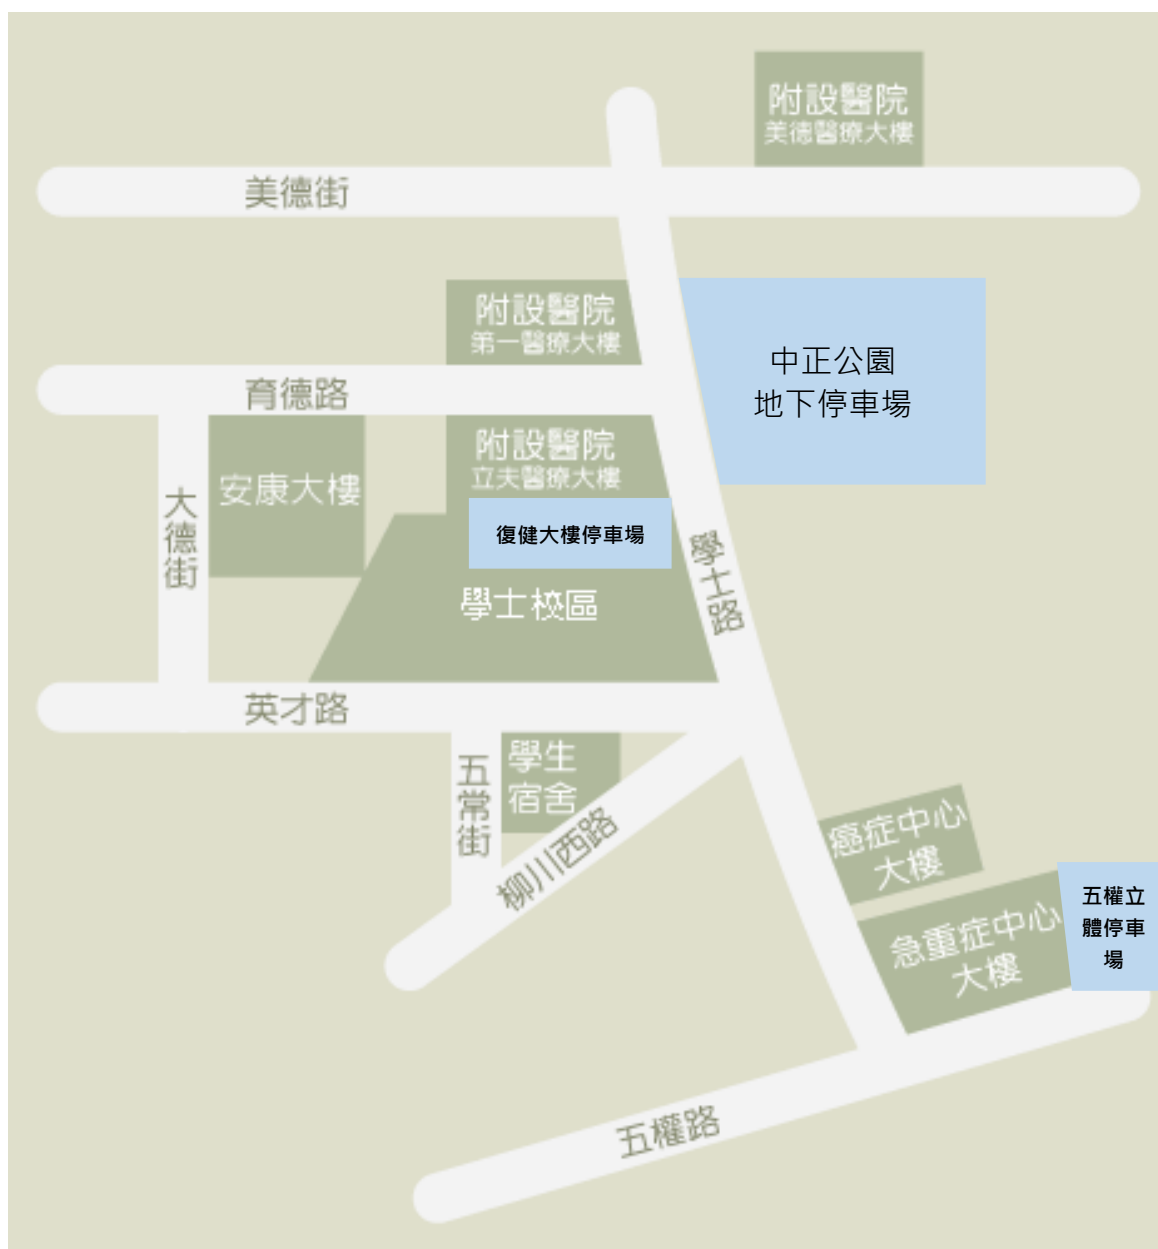 附設醫院
美德醫療大樓
美德街
附設醫院
第一醫療大樓
中正公園
地下停車場
育德路
附設醫院
立夫醫療大樓
安康大樓
大德街
復健大樓停車場
學士路
學士校區
英才路
學生
宿舍
五常街
柳川西路
癌症中心
大樓
五權立
體停車
場
急重症中心
大樓
五權路